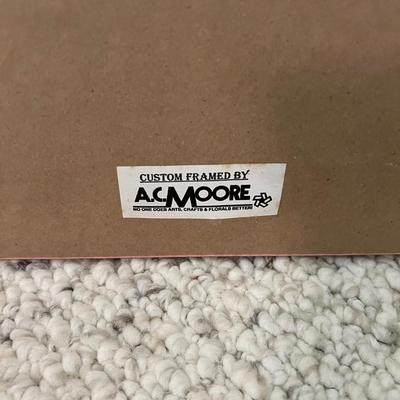 CUSTOM FRAMED BY
A.C. MOORE
NO ONE DOES ARTS, CRAFTS & FLORALS BETTER!